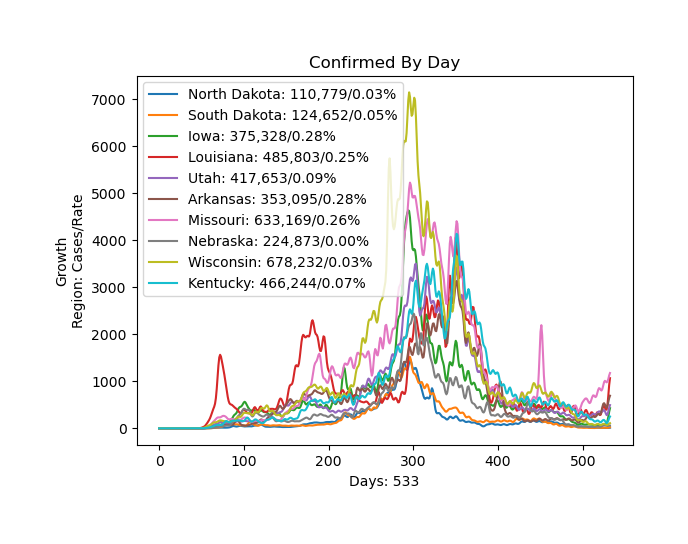 Confirmed By Day
North Dakota: 110,779/0.03%
South Dakota: 124,652/0.05%
Iowa: 375,328/0.28%
Louisiana: 485,803/0.25%
Utah: 417,653/0.09%
Arkansas: 353,095/0.28%
Missouri: 633,169/0.26%
Nebraska: 224,873/0.00%
Wisconsin: 678,232/0.03%
Kentucky: 466,244/0.07%
7000
6000
5000
4000
3000
2000
1000
0
Growth
Region: Cases/Rate
0 100 200 300 400 500
Days: 533